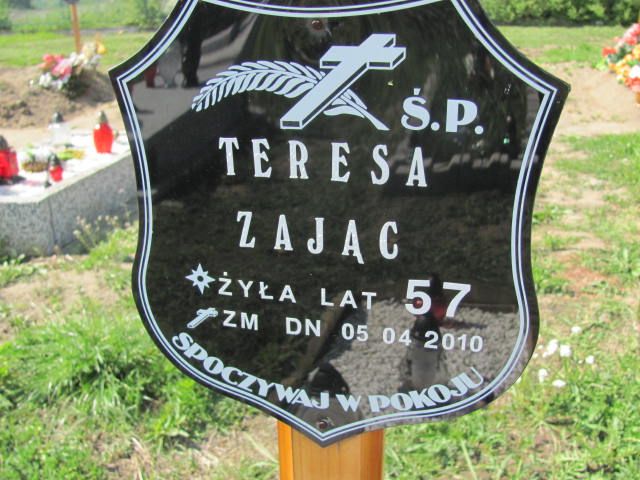 Ś.P.
TERESA
ZAJĄC
ŻYŁA LAT 57
ZM DN 05 04 2010
SPOCZYWAJ W POKOJU